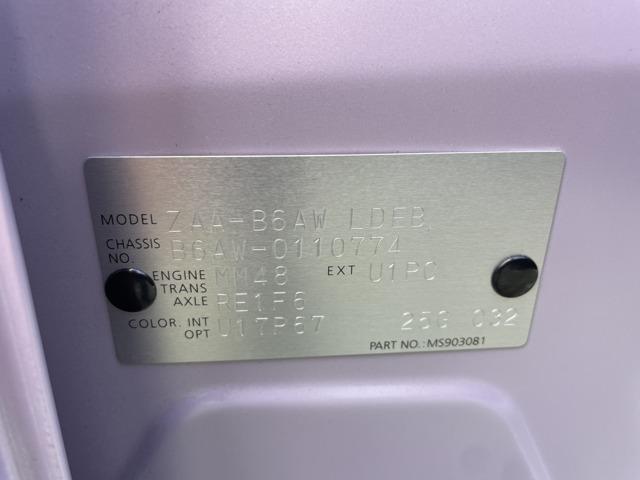 MODEL ZAA-B6AW LDEB
CHASSIS NO. B6AW-0110774
ENGINE MM48 EXT U1PC
TRANS AXLE RE1F6
COLOR. INT OPT U17P67 25G 032
PART NO.: MS903081